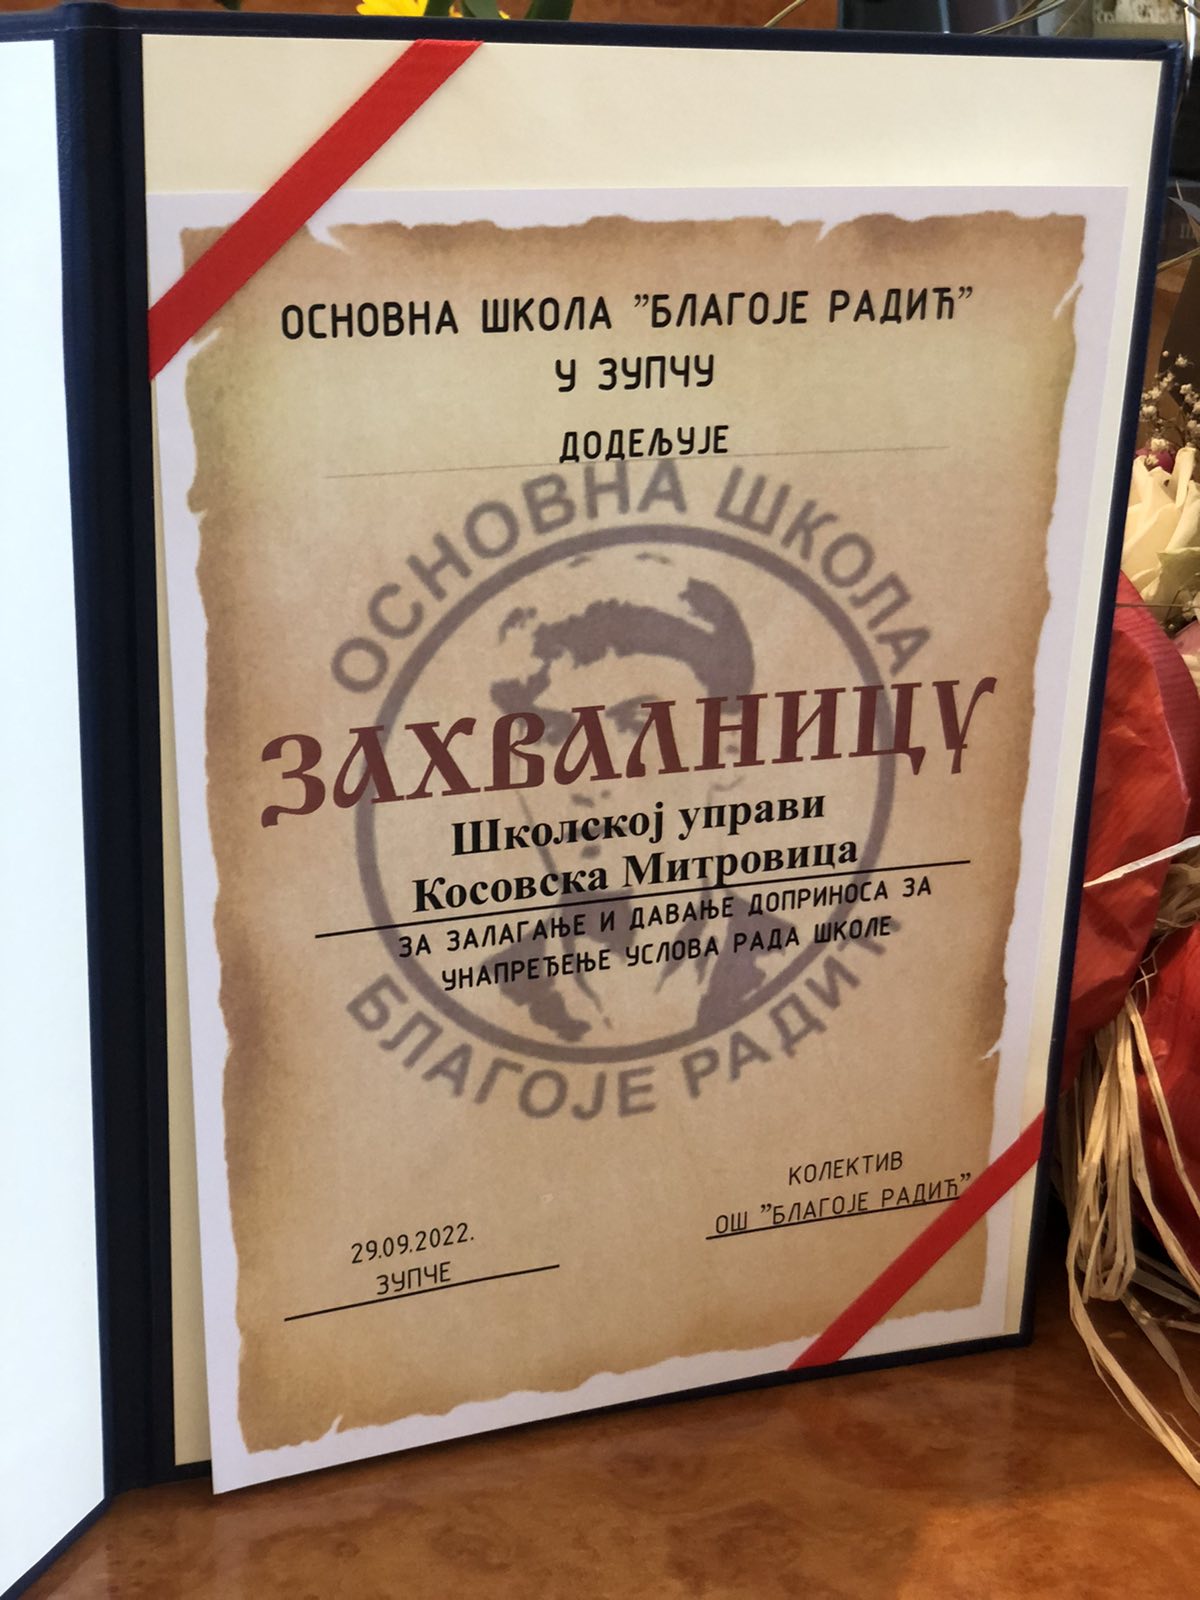 ОСНОВНА ШКОЛА "БЛАГОЈЕ РАДИЋ"
У ЗУПЧУ
ДОДЕЉУЈЕ
ОСНОВНА ШКОЛА
ЗАХВАЛНИЦУ
Школској управи
Косовска Митровица
ЗА ЗАЛАГАЊЕ И ДАВАЊЕ ДОПРИНОСА ЗА
УНАПРЕЂЕЊЕ УСЛОВА РАДА ШКОЛЕ
БЛАГОЈЕ РАДИЋ
КОЛЕКТИВ
ОШ "БЛАГОЈЕ РАДИЋ"
29.09.2022.
ЗУПЧЕ